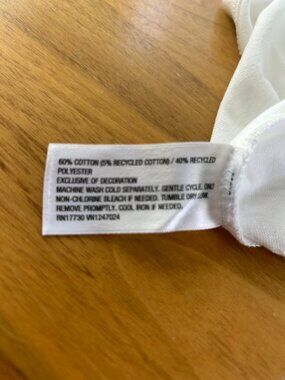 60% COTTON (5% RECYCLED COTTON) / 40% RECYCLED
POLYESTER
EXCLUSIVE OF DECORATION
MACHINE WASH COLD SEPARATELY. GENTLE CYCLE. ONLY
NON-CHLORINE BLEACH IF NEEDED. TUMBLE DRY LOW.
REMOVE PROMPTLY. COOL IRON IF NEEDED.
RN17730 VN1247024